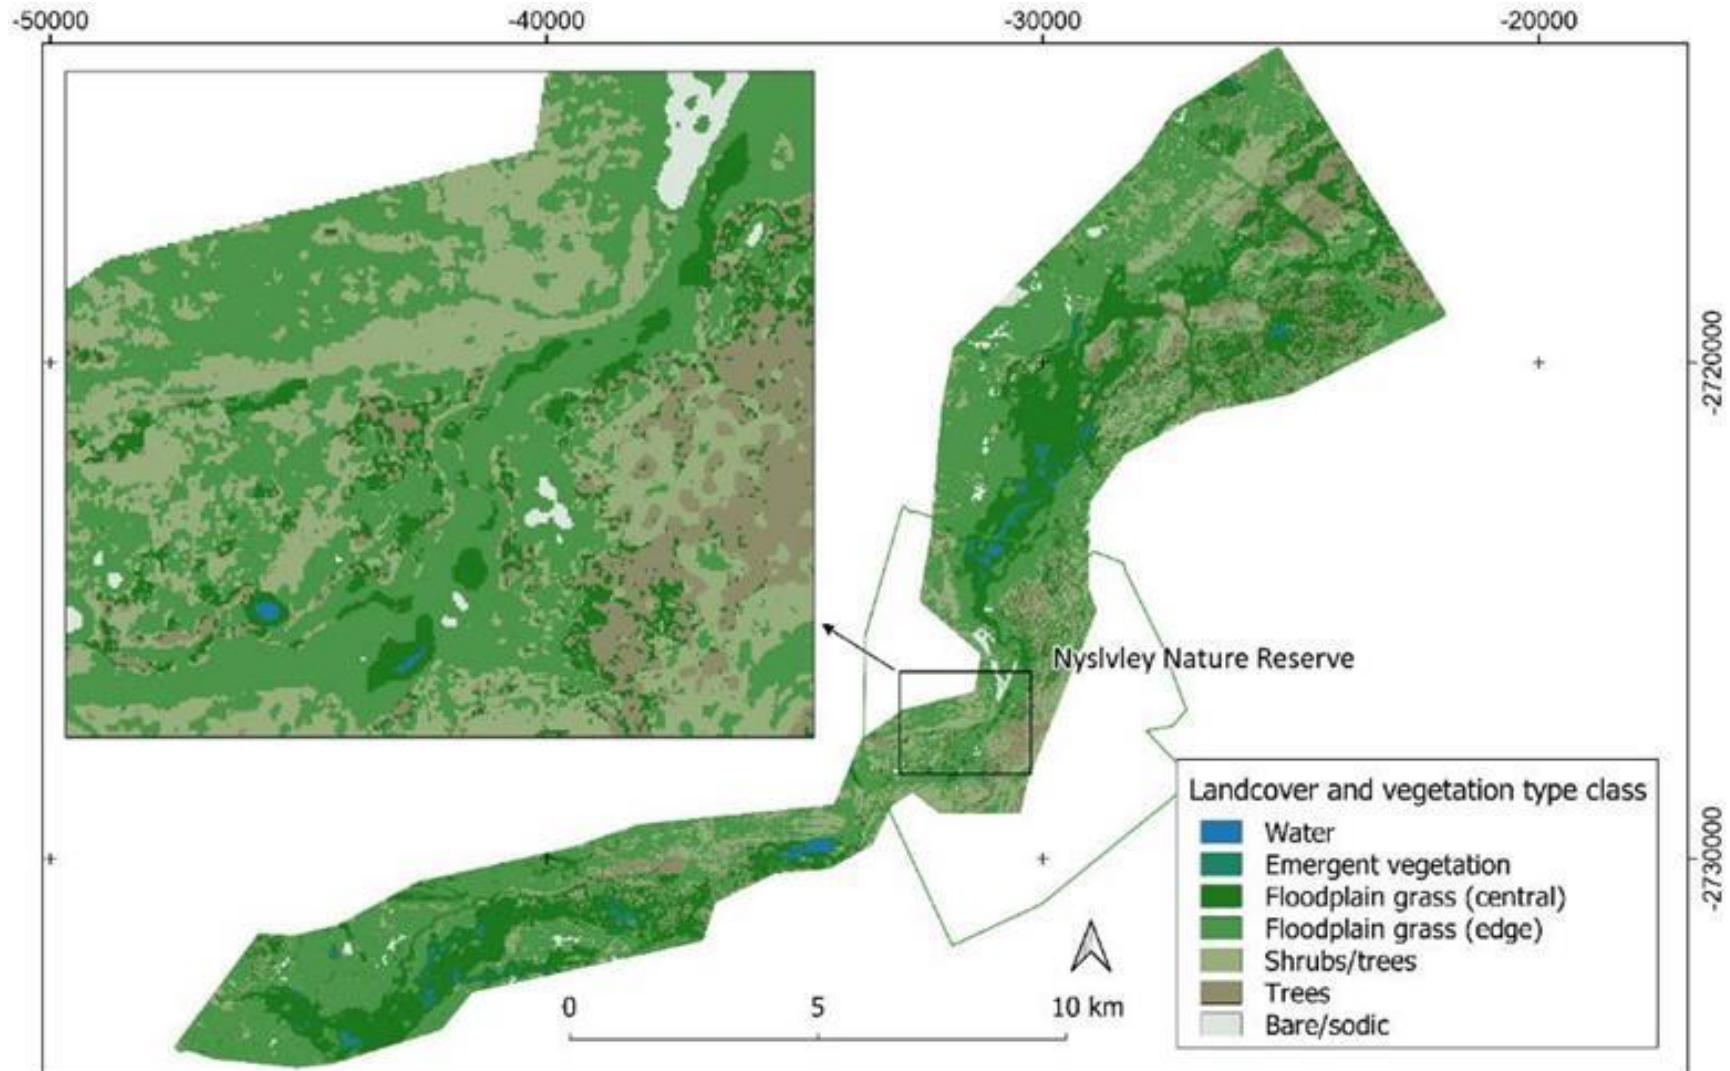 -50000 -40000 -30000 -20000
-2720000
Nyslvley Nature Reserve
-2730000
Landcover and vegetation type class
Water
Emergent vegetation
Floodplain grass (central)
Floodplain grass (edge)
Shrubs/trees
Trees
Bare/sodic
0 5 10 km